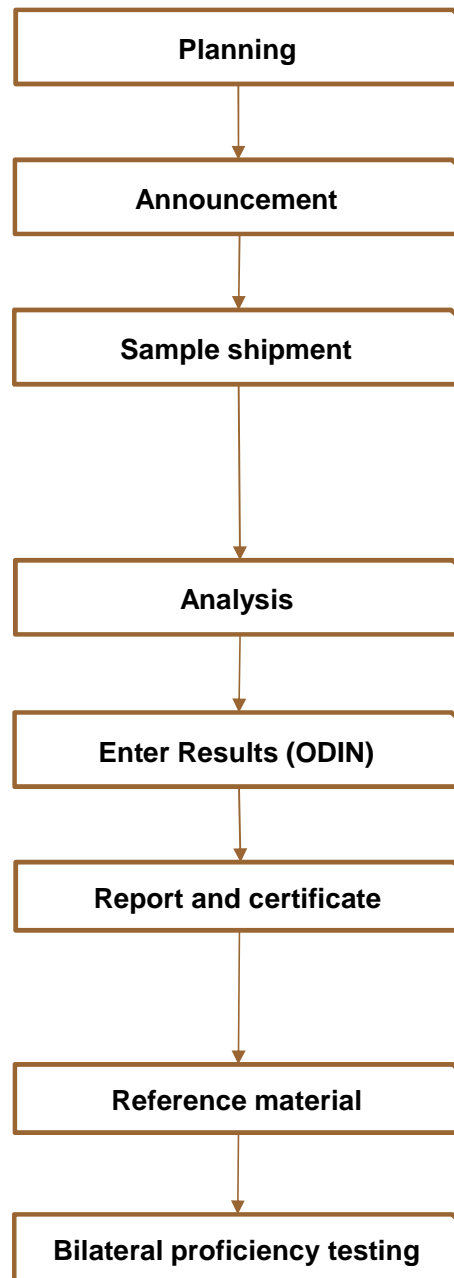 Planning
Announcement
Sample shipment
Analysis
Enter Results (ODIN)
Report and certificate
Reference material
Bilateral proficiency testing